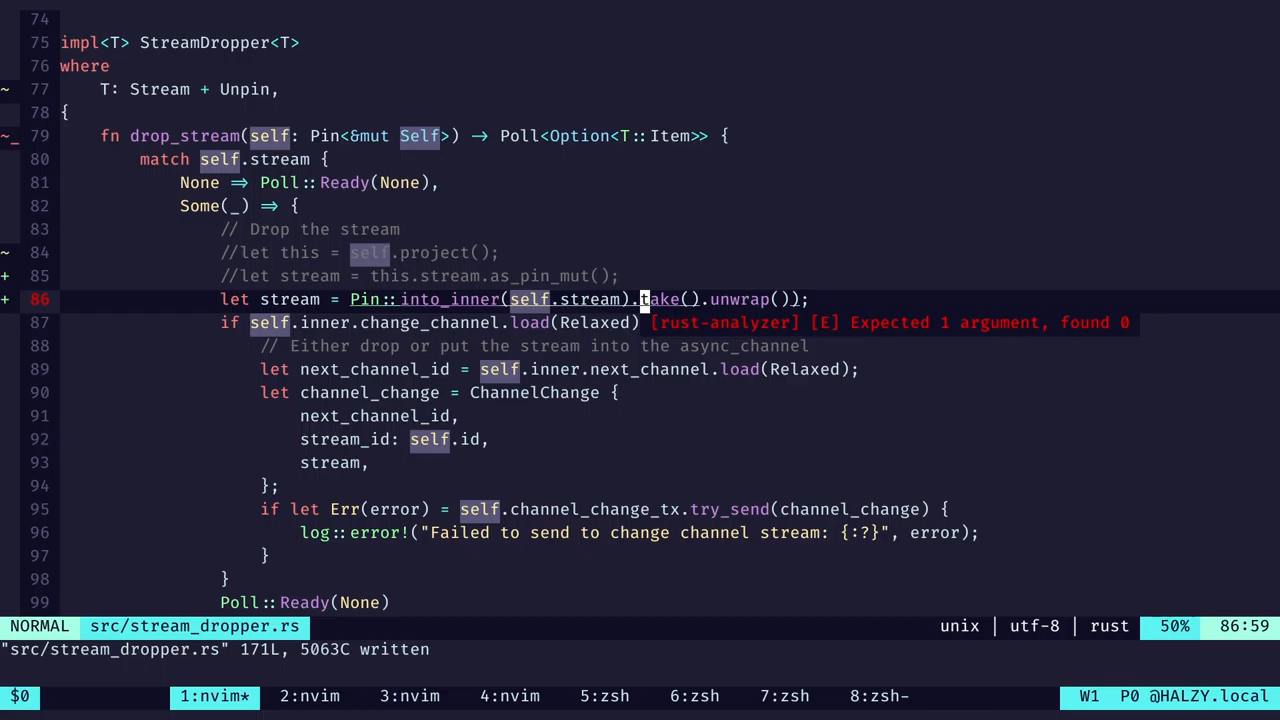 74
75 impl<T> StreamDropper<T>
76 where
~ 77     T: Stream + Unpin,
78 {
~_ 79     fn drop_stream(self: Pin<&mut Self>) -> Poll<Option<T::Item>> {
80         match self.stream {
81             None => Poll::Ready(None),
82             Some(_) => {
83                 // Drop the stream
~ 84                 //let this = self.project();
+ 85                 //let stream = this.stream.as_pin_mut();
+ 86                 let stream = Pin::into_inner(self.stream).take().unwrap());
87                 if self.inner.change_channel.load(Relaxed) [rust-analyzer] [E] Expected 1 argument, found 0
88                     // Either drop or put the stream into the async_channel
89                     let next_channel_id = self.inner.next_channel.load(Relaxed);
90                     let channel_change = ChannelChange {
91                         next_channel_id,
92                         stream_id: self.id,
93                         stream,
94                     };
95                     if let Err(error) = self.channel_change_tx.try_send(channel_change) {
96                         log::error!("Failed to send to change channel stream: {:?}", error);
97                     }
98                 }
99                 Poll::Ready(None)
NORMAL src/stream_dropper.rs unix | utf-8 | rust 50% 86:59
"src/stream_dropper.rs" 171L, 5063C written
$0 1:nvim* 2:nvim 3:nvim 4:nvim 5:zsh 6:zsh 7:zsh 8:zsh- W1 P0 @HALZY.local